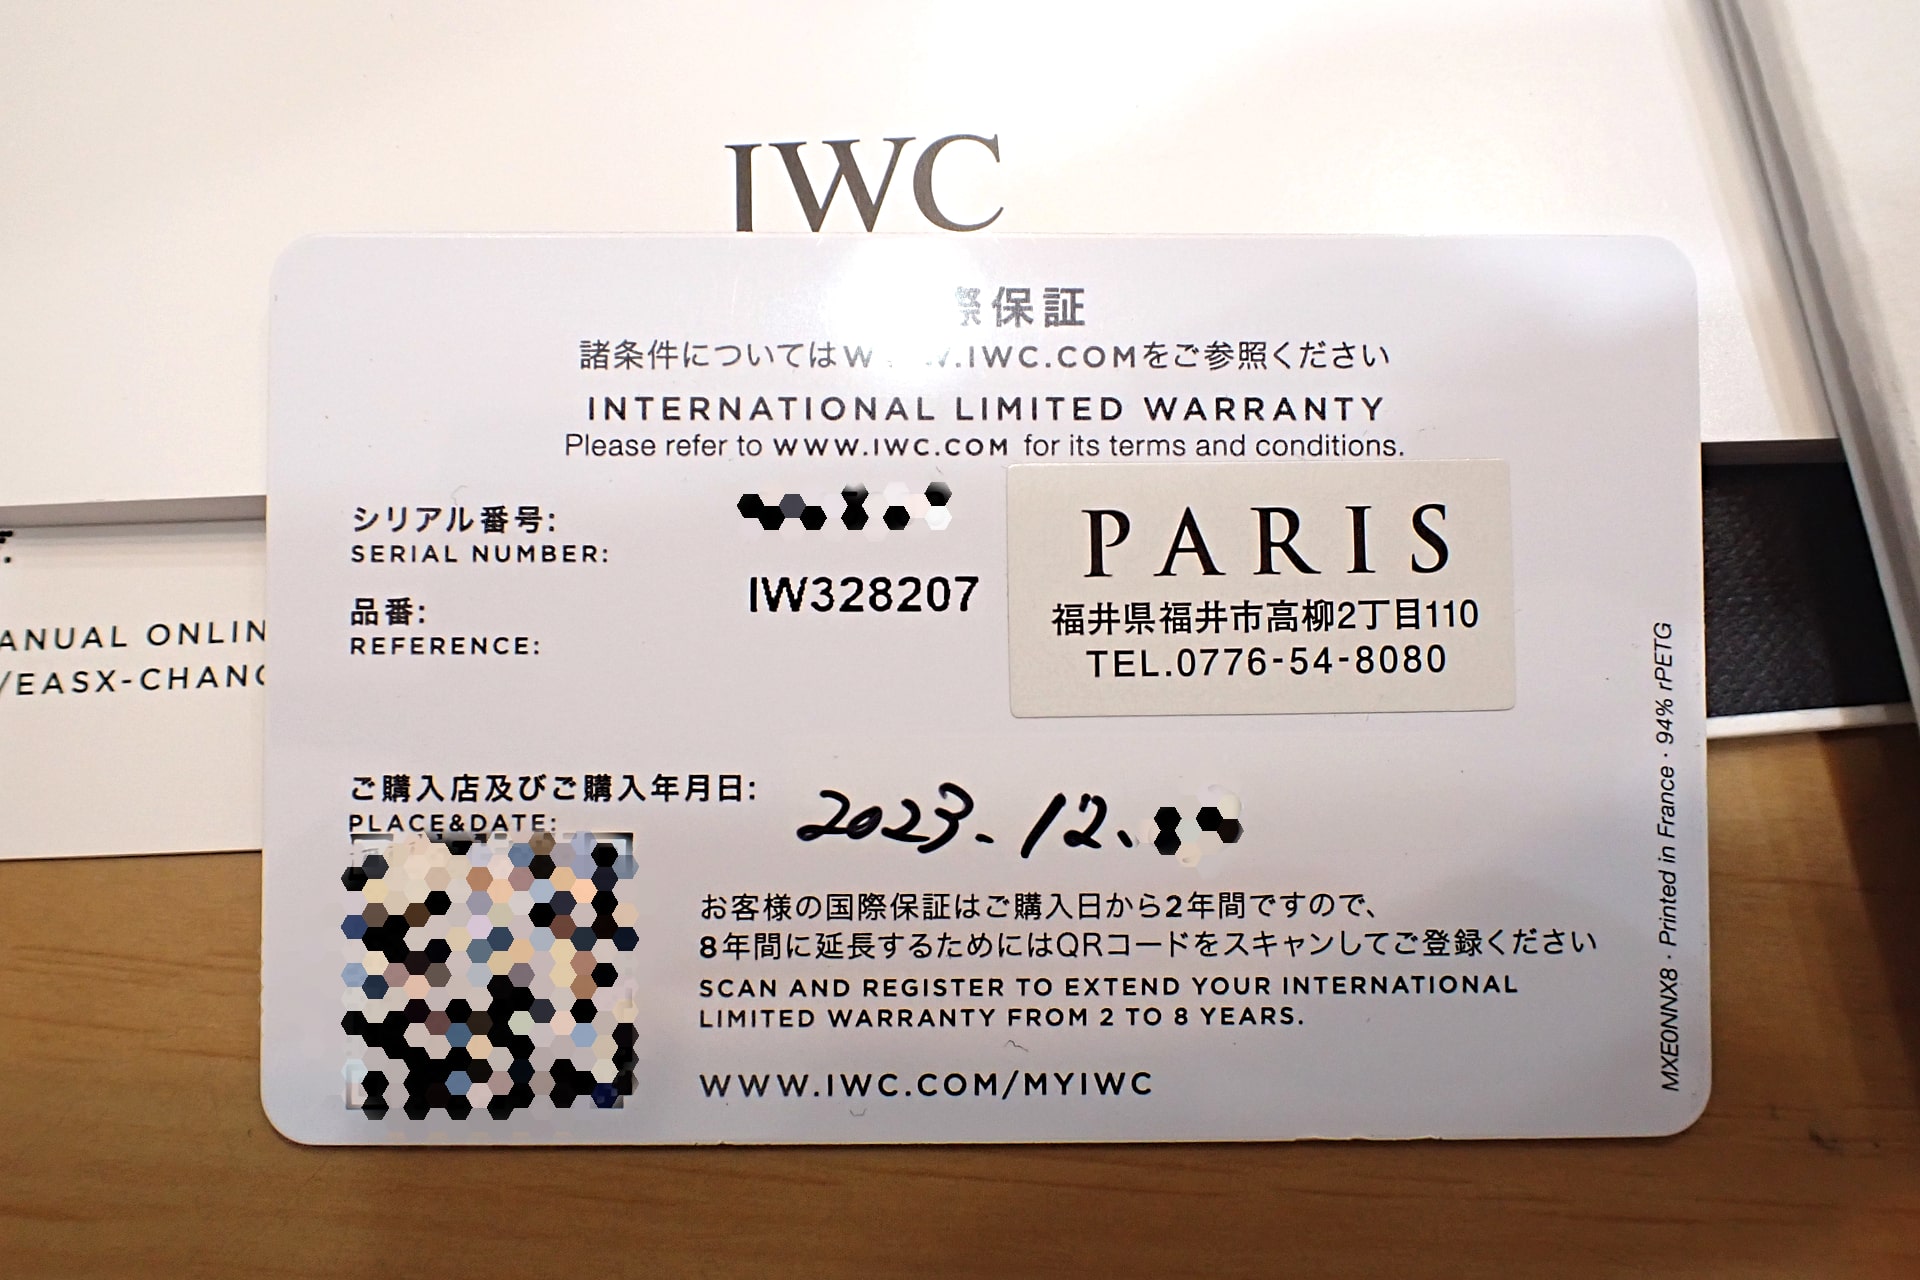 IWC
保証
諸条件についてはW .IWC.COMをご参照ください
INTERNATIONAL LIMITED WARRANTY
Please refer to WWW.IWC.COM for its terms and conditions.
シリアル番号:
SERIAL NUMBER:
品番:
REFERENCE:
IW328207
PARIS
福井県福井市高柳2丁目110
TEL.0776-54-8080
ご購入店及びご購入年月日:
PLACE&DATE:
2023.12.
お客様の国際保証はご購入日から2年間ですので、
8年間に延長するためにはQRコードをスキャンしてご登録ください
SCAN AND REGISTER TO EXTEND YOUR INTERNATIONAL
LIMITED WARRANTY FROM 2 TO 8 YEARS.
WWW.IWC.COM/MYIWC
MXE0NNX8 · Printed in France · 94% rPETG
ANUAL ONLIN
/EASX-CHANG